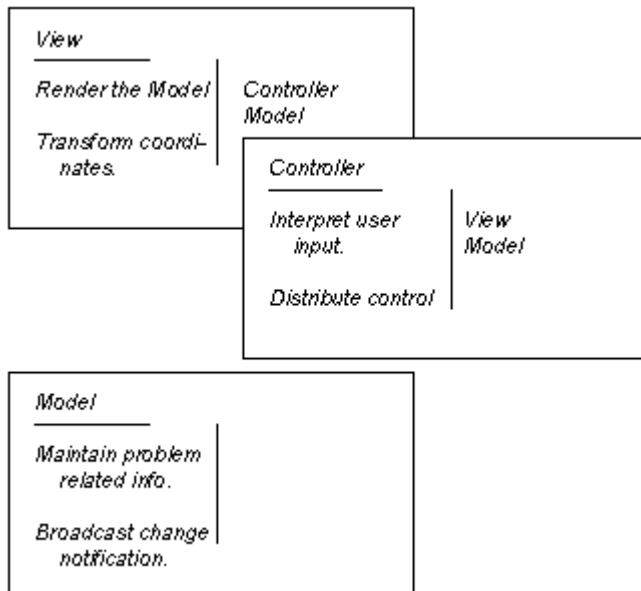 View
Render the Model
Transform coordi-
nates.
Controller
Model
Controller
Interpret user
input.
Distribute control
View
Model
Model
Maintain problem
related info.
Broadcast change
notification.